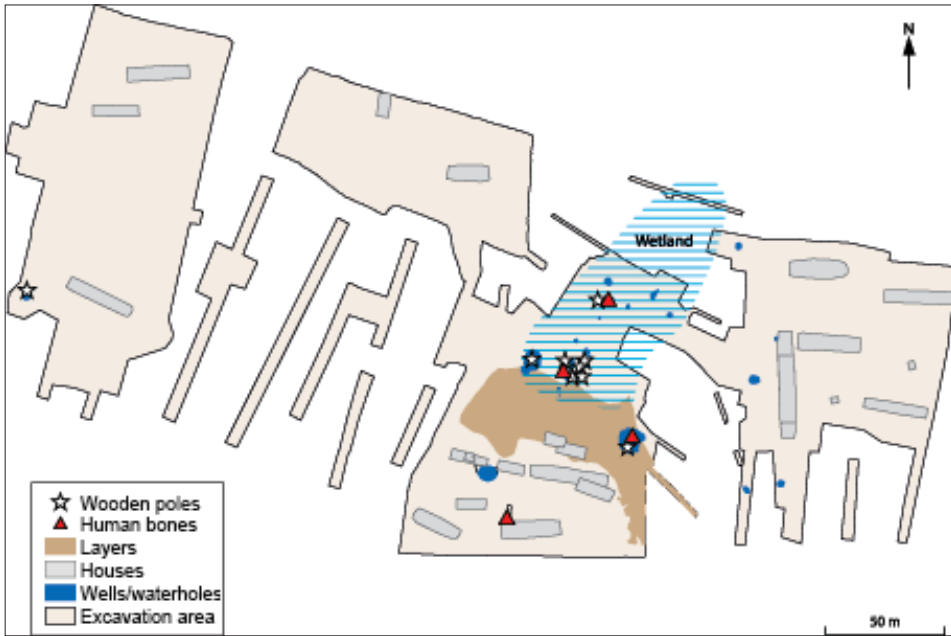 N
Wetland
Wooden poles
Human bones
Layers
Houses
Wells/waterholes
Excavation area
50 m